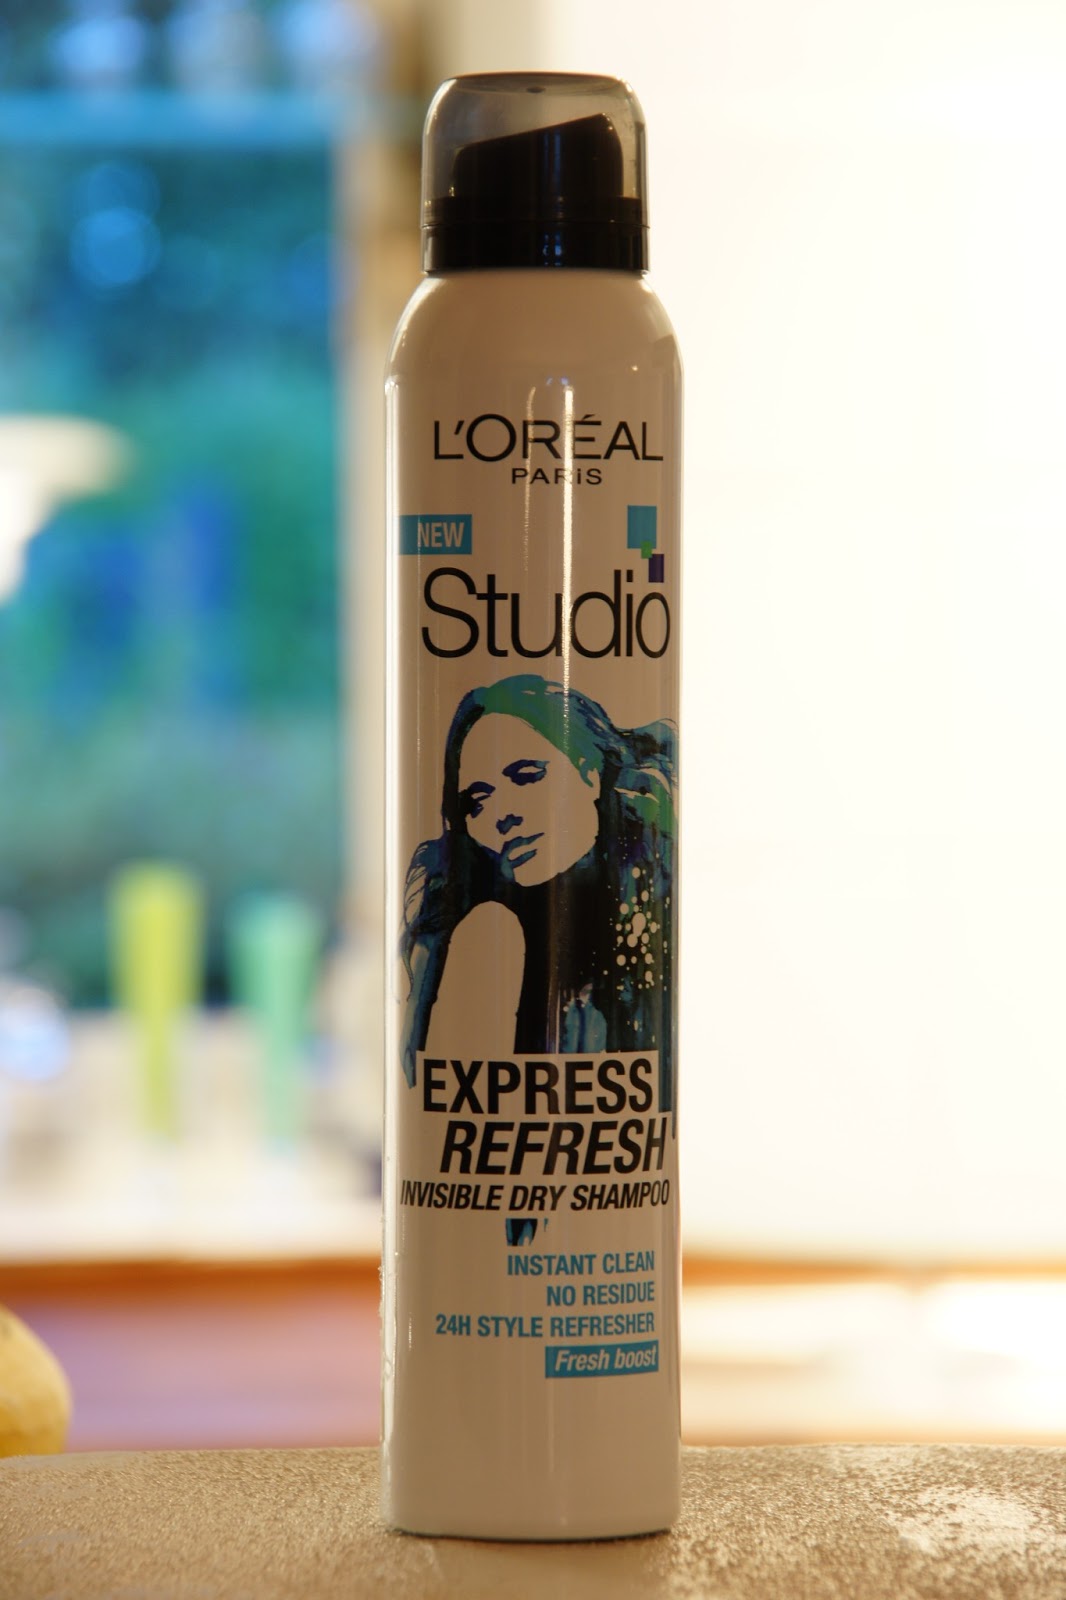 L'ORÉAL
PARiS
NEW
Studio
EXPRESS
REFRESH
INVISIBLE DRY SHAMPOO
INSTANT CLEAN
NO RESIDUE
24H STYLE REFRESHER
Fresh boost